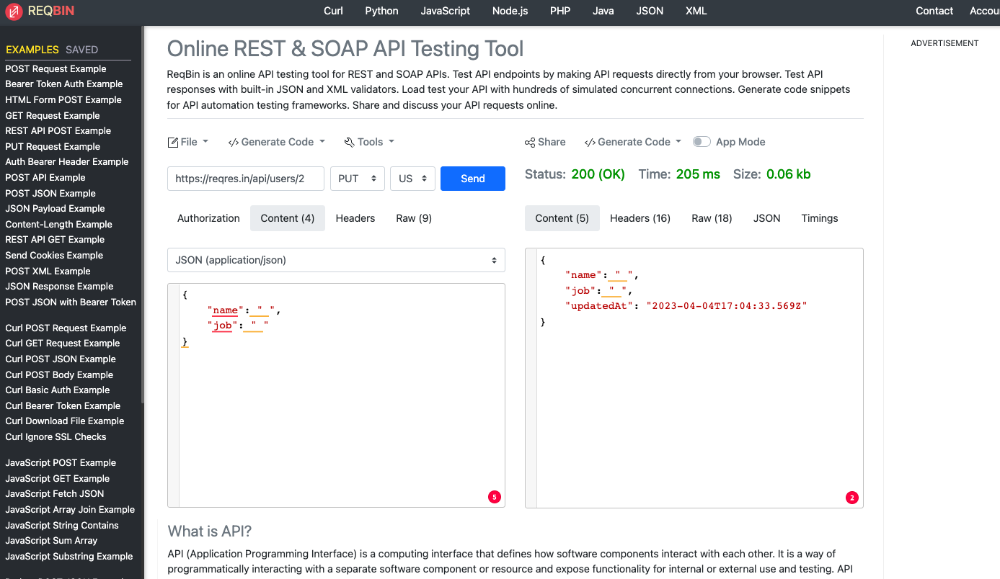 REQBIN
Curl Python JavaScript Node.js PHP Java JSON XML
Contact Accou
EXAMPLES SAVED
POST Request Example
Bearer Token Auth Example
HTML Form POST Example
GET Request Example
REST API POST Example
PUT Request Example
Auth Bearer Header Example
POST API Example
POST JSON Example
JSON Payload Example
Content-Length Example
REST API GET Example
Send Cookies Example
POST XML Example
JSON Response Example
POST JSON with Bearer Token
Curl POST Request Example
Curl GET Request Example
Curl POST JSON Example
Curl POST Body Example
Curl Basic Auth Example
Curl Bearer Token Example
Curl Download File Example
Curl Ignore SSL Checks
JavaScript POST Example
JavaScript GET Example
JavaScript Fetch JSON
JavaScript Array Join Example
JavaScript String Contains
JavaScript Sum Array
JavaScript Substring Example
Online REST & SOAP API Testing Tool
ReqBin is an online API testing tool for REST and SOAP APIs. Test API endpoints by making API requests directly from your browser. Test API
responses with built-in JSON and XML validators. Load test your API with hundreds of simulated concurrent connections. Generate code snippets
for API automation testing frameworks. Share and discuss your API requests online.
File </> Generate Code Tools
https://reqres.in/api/users/2 PUT US Send
Authorization Content (4) Headers Raw (9)
JSON (application/json)
{
"name": " ",
"job": " "
}
5
Share </> Generate Code App Mode
Status: 200 (OK) Time: 205 ms Size: 0.06 kb
Content (5) Headers (16) Raw (18) JSON Timings
{
"name": " ",
"job": " ",
"updatedAt": "2023-04-04T17:04:33.569Z"
}
2
What is API?
API (Application Programming Interface) is a computing interface that defines how software components interact with each other. It is a way of
programmatically interacting with a separate software component or resource and expose functionality for internal or external use and testing. API
ADVERTISEMENT